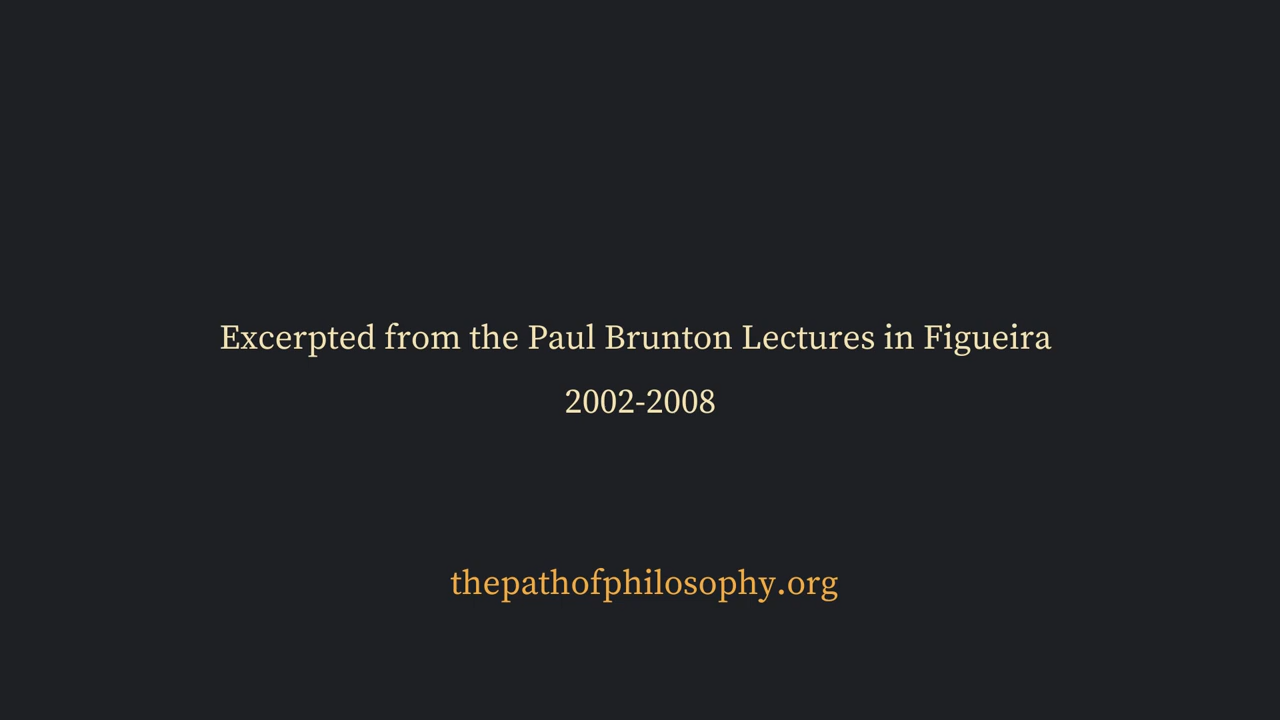 Excerpted from the Paul Brunton Lectures in Figueira
2002-2008
thepathofphilosophy.org